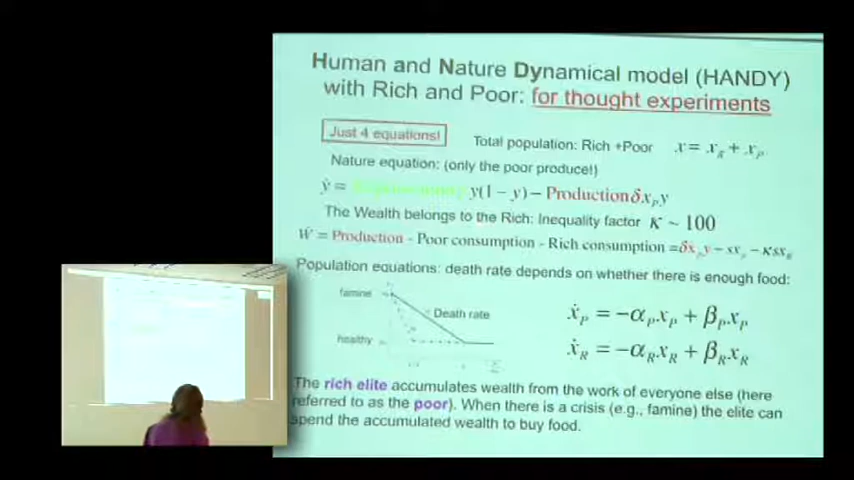 Human and Nature Dynamical model (HANDY)
with Rich and Poor: for thought experiments
Just 4 equations!
Total population: Rich +Poor x = x_R + x_P
Nature equation: (only the poor produce!)
ẏ = y(1 − y) − Production δx_P y
The Wealth belongs to the Rich: Inequality factor κ ~ 100
Ẇ = Production - Poor consumption - Rich consumption = δx_P y − sx_P − κsx_R
Population equations: death rate depends on whether there is enough food:
famine
Death rate
healthy
ẋ_P = −α_P x_P + β_P x_P
ẋ_R = −α_R x_R + β_R x_R
The rich elite accumulates wealth from the work of everyone else (here
referred to as the poor). When there is a crisis (e.g., famine) the elite can
spend the accumulated wealth to buy food.